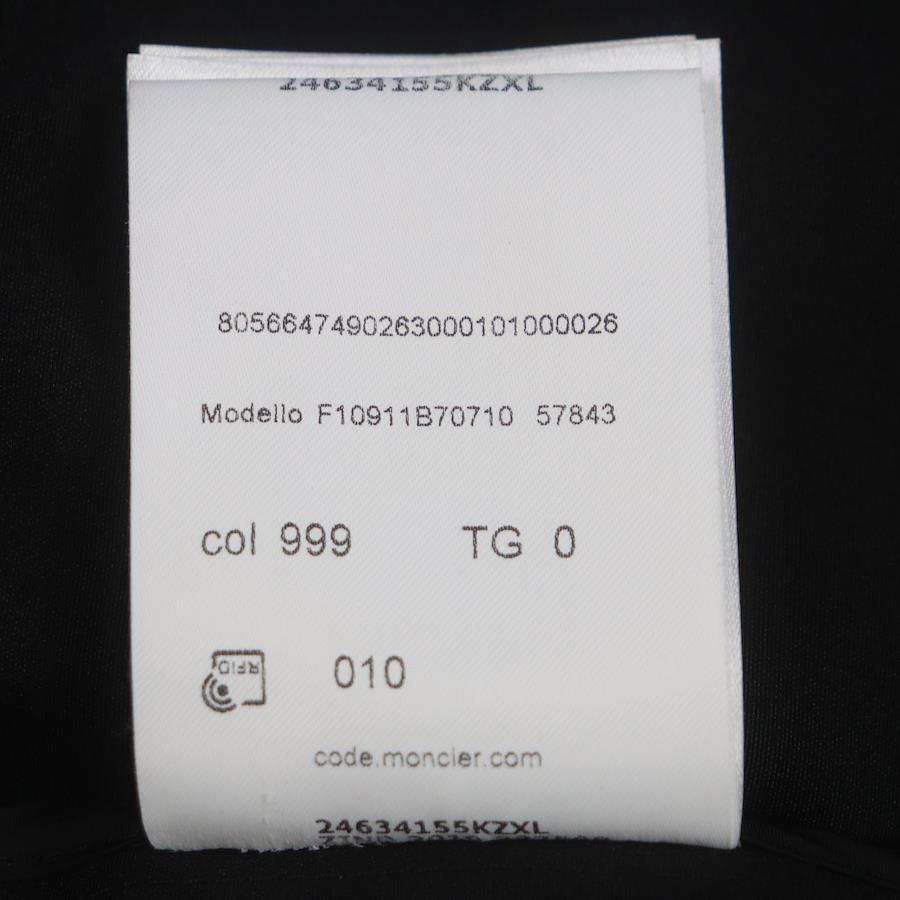 24634155KZXL
8056647490263000101000026
Modello F10911B70710 57843
col 999 TG 0
RFID
010
code.moncler.com
24634155KZXL